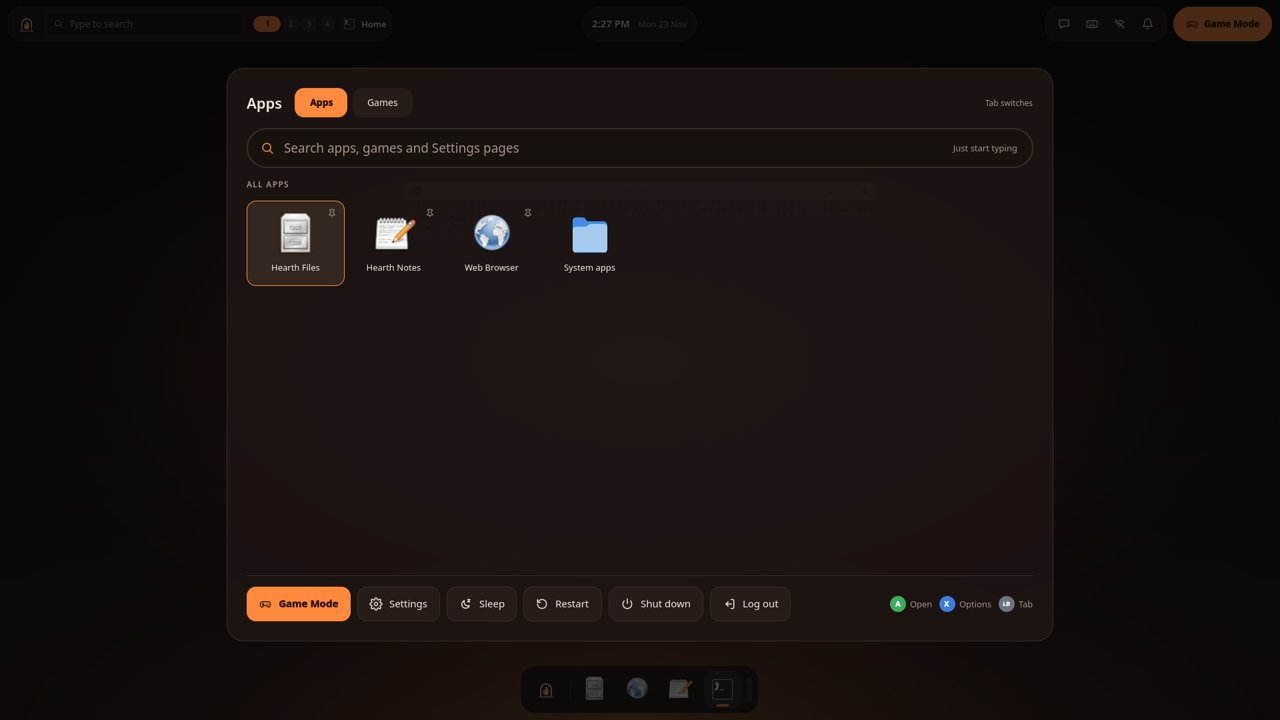 Type to search
1 2 3 4
Home
2:27 PM Mon 23 Nov
Game Mode
Apps
Apps
Games
Tab switches
Search apps, games and Settings pages
Just start typing
ALL APPS
Hearth Files
Hearth Notes
Web Browser
System apps
Game Mode
Settings
Sleep
Restart
Shut down
Log out
A Open
X Options
LB Tab